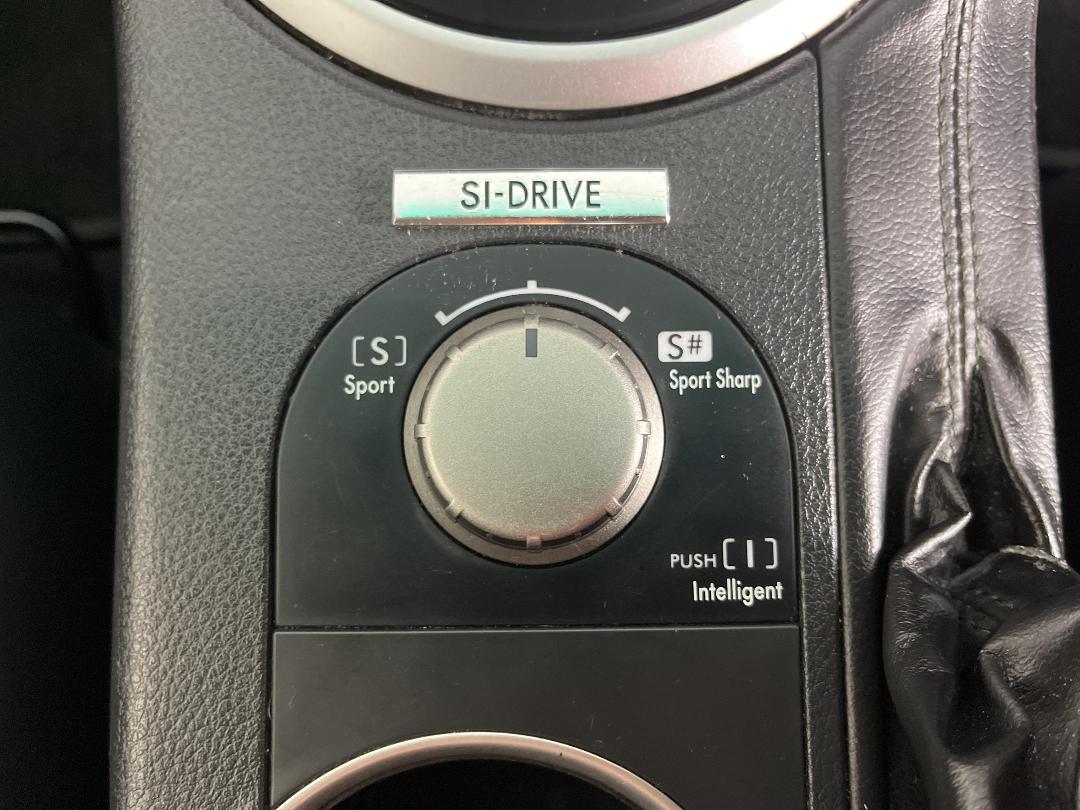 SI-DRIVE
[S]
Sport
S#
Sport Sharp
PUSH [I]
Intelligent